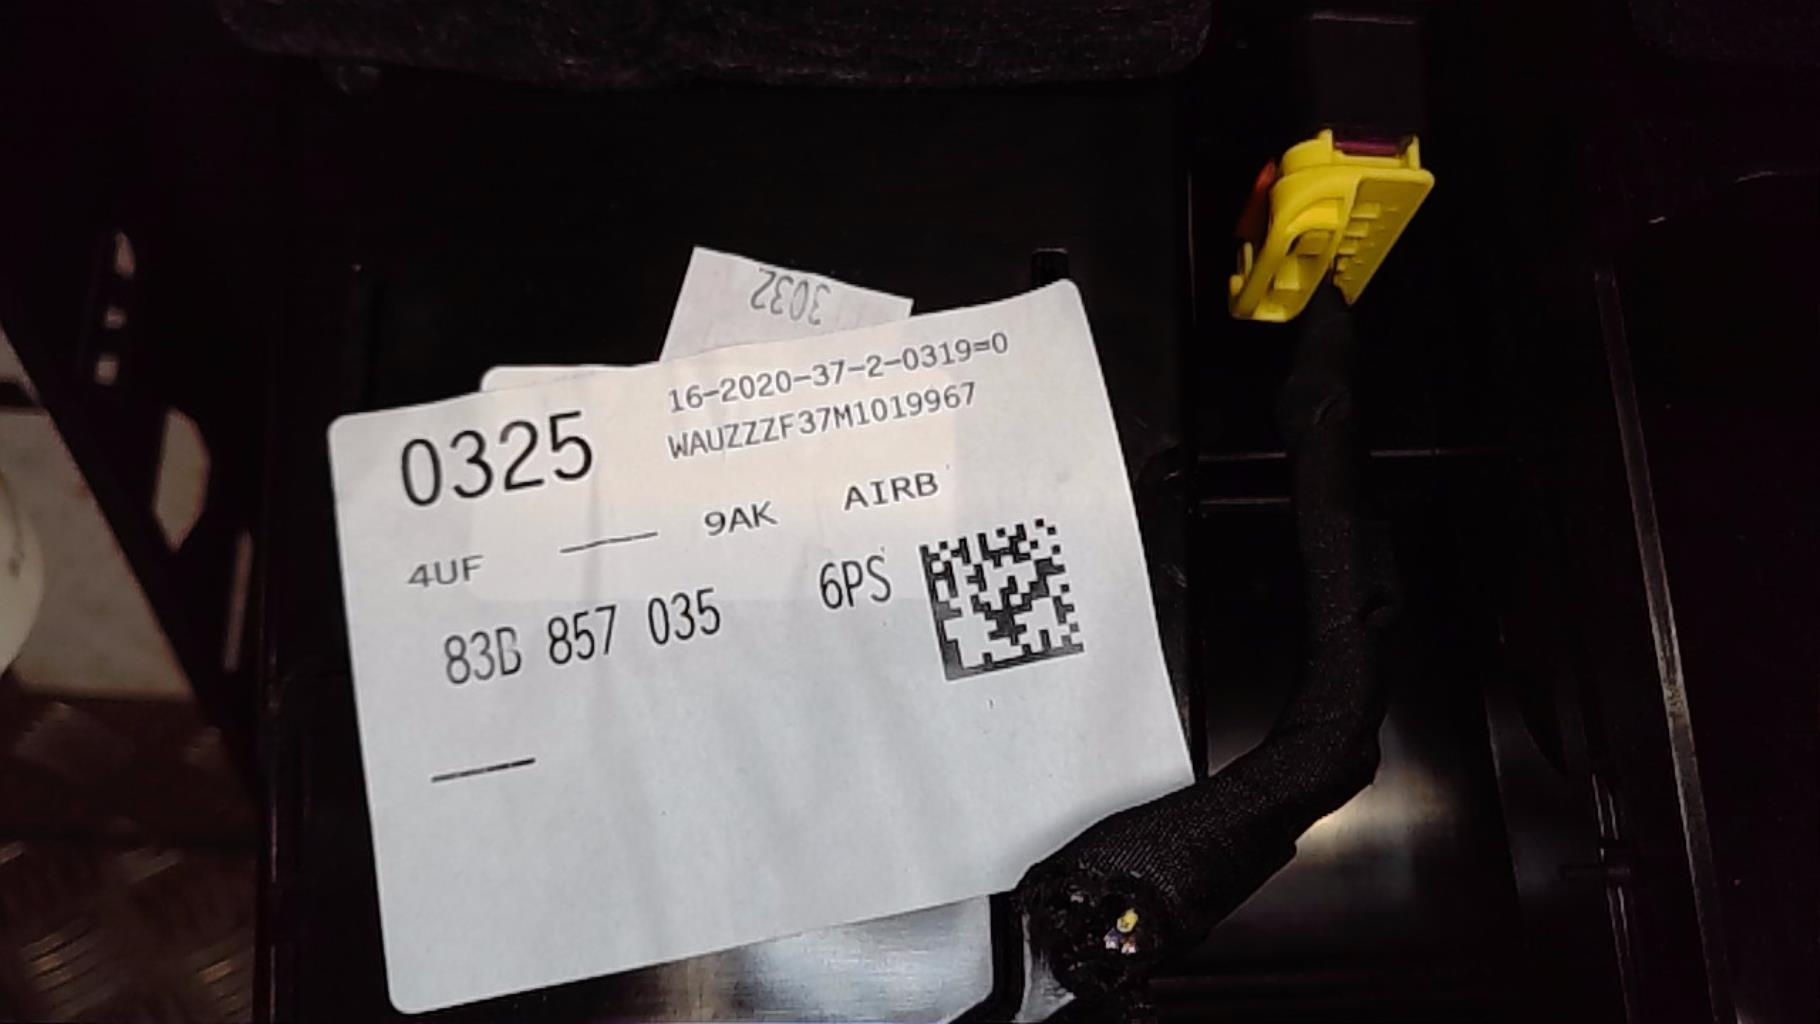 3032
16-2020-37-2-0319=0
0325 WAUZZZF37M1019967
4UF — 9AK AIRB
83B 857 035 6PS
—